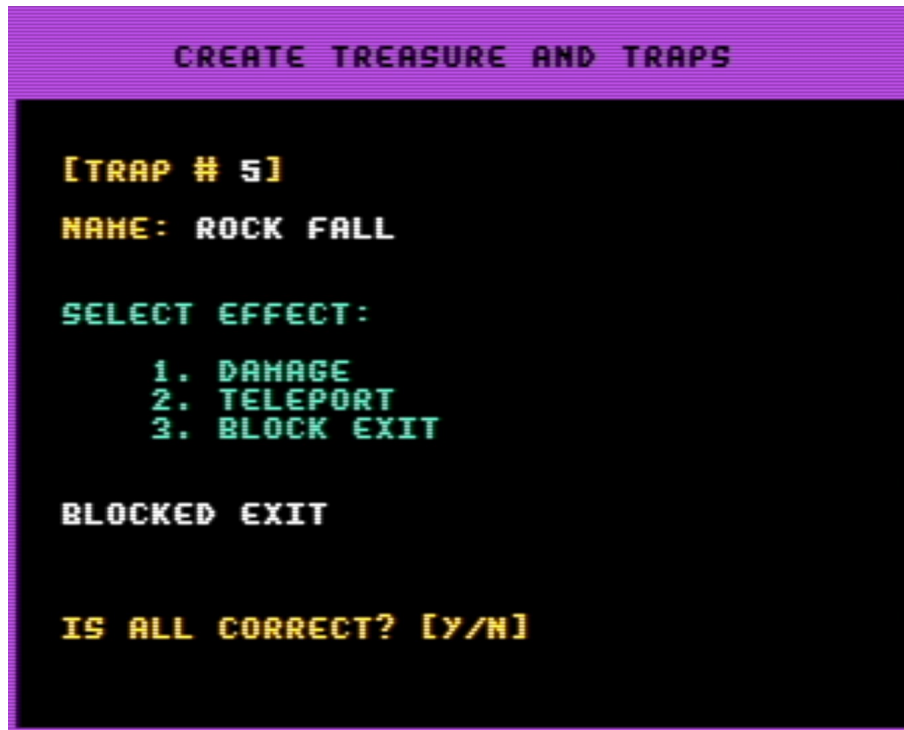 CREATE TREASURE AND TRAPS
[TRAP # 5]
NAME: ROCK FALL
SELECT EFFECT:
1. DAMAGE
2. TELEPORT
3. BLOCK EXIT
BLOCKED EXIT
IS ALL CORRECT? [Y/N]